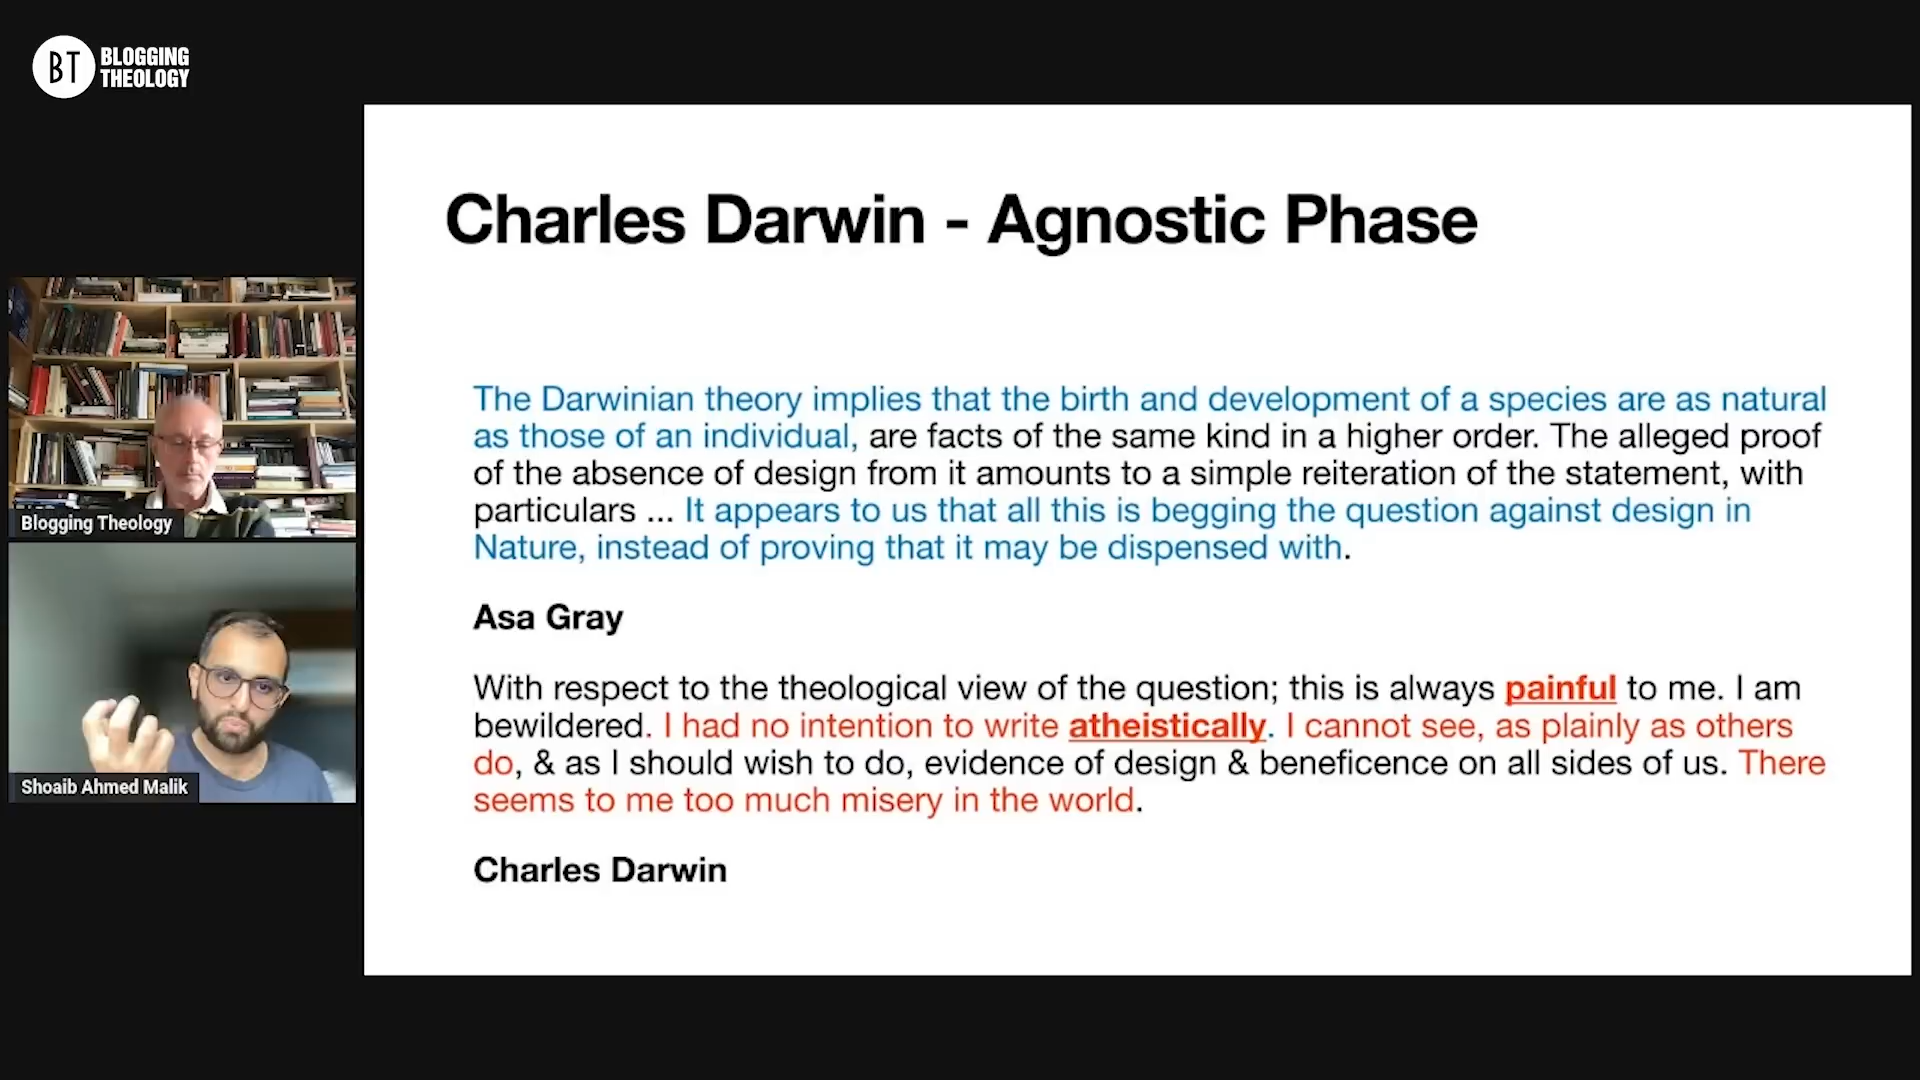 BT BLOGGING
THEOLOGY
Charles Darwin - Agnostic Phase
The Darwinian theory implies that the birth and development of a species are as natural
as those of an individual, are facts of the same kind in a higher order. The alleged proof
of the absence of design from it amounts to a simple reiteration of the statement, with
particulars ... It appears to us that all this is begging the question against design in
Nature, instead of proving that it may be dispensed with.
Asa Gray
With respect to the theological view of the question; this is always painful to me. I am
bewildered. I had no intention to write atheistically. I cannot see, as plainly as others
do, & as I should wish to do, evidence of design & beneficence on all sides of us. There
seems to me too much misery in the world.
Charles Darwin
Blogging Theology
Shoaib Ahmed Malik